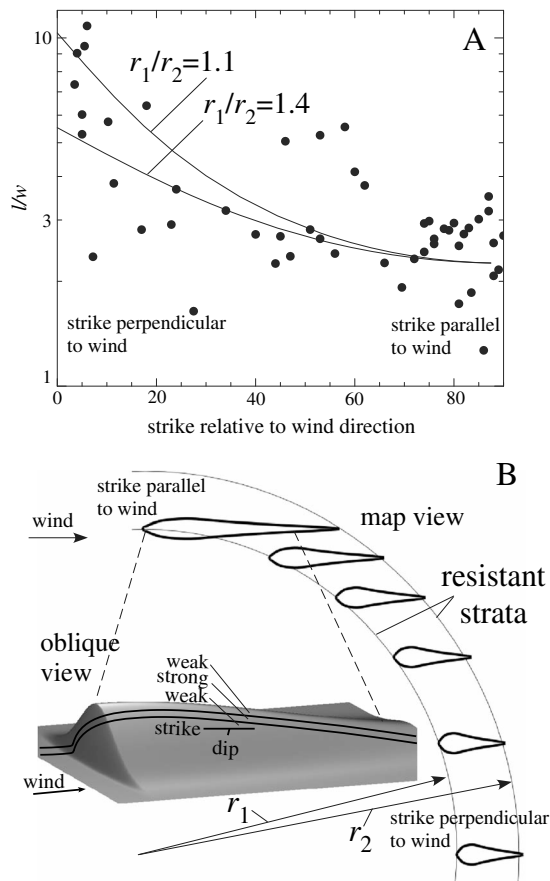 A
10
r1/r2=1.1
r1/r2=1.4
l/w
3
strike perpendicular
to wind
strike parallel
to wind
1
0
20
40
60
80
strike relative to wind direction
B
strike parallel
to wind
wind
map view
resistant
strata
oblique
view
weak
strong
weak
strike
dip
wind
r1
r2
strike perpendicular
to wind